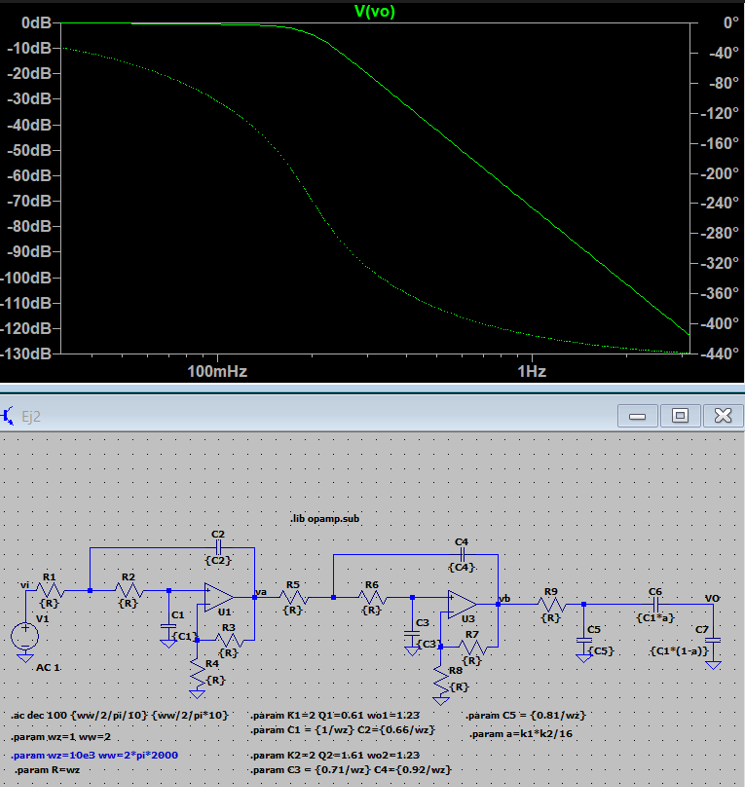 V(vo)
0dB
-10dB
-20dB
-30dB
-40dB
-50dB
-60dB
-70dB
-80dB
-90dB
-100dB
-110dB
-120dB
-130dB
0°
-40°
-80°
-120°
-160°
-200°
-240°
-280°
-320°
-360°
-400°
-440°
100mHz
1Hz
Ej2
.lib opamp.sub
C2
{C2}
C4
{C4}
vi
R1
{R}
R2
{R}
C1
{C1}
U1
va
R3
{R}
R4
{R}
V1
AC 1
R5
{R}
R6
{R}
C3
{C3}
U3
vb
R7
{R}
R8
{R}
R9
{R}
C5
{C5}
C6
{C1*a}
VO
C7
{C1*(1-a)}
.ac dec 100 {ww/2/pi/10} {ww/2/pi*10}
.param wz=1 ww=2
.param wz=10e3 ww=2*pi*2000
.param R=wz
.param K1=2 Q1=0.61 wo1=1.23
.param C1 = {1/wz} C2={0.66/wz}
.param K2=2 Q2=1.61 wo2=1.23
.param C3 = {0.71/wz} C4={0.92/wz}
.param C5 = {0.81/wz}
.param a=k1*k2/16